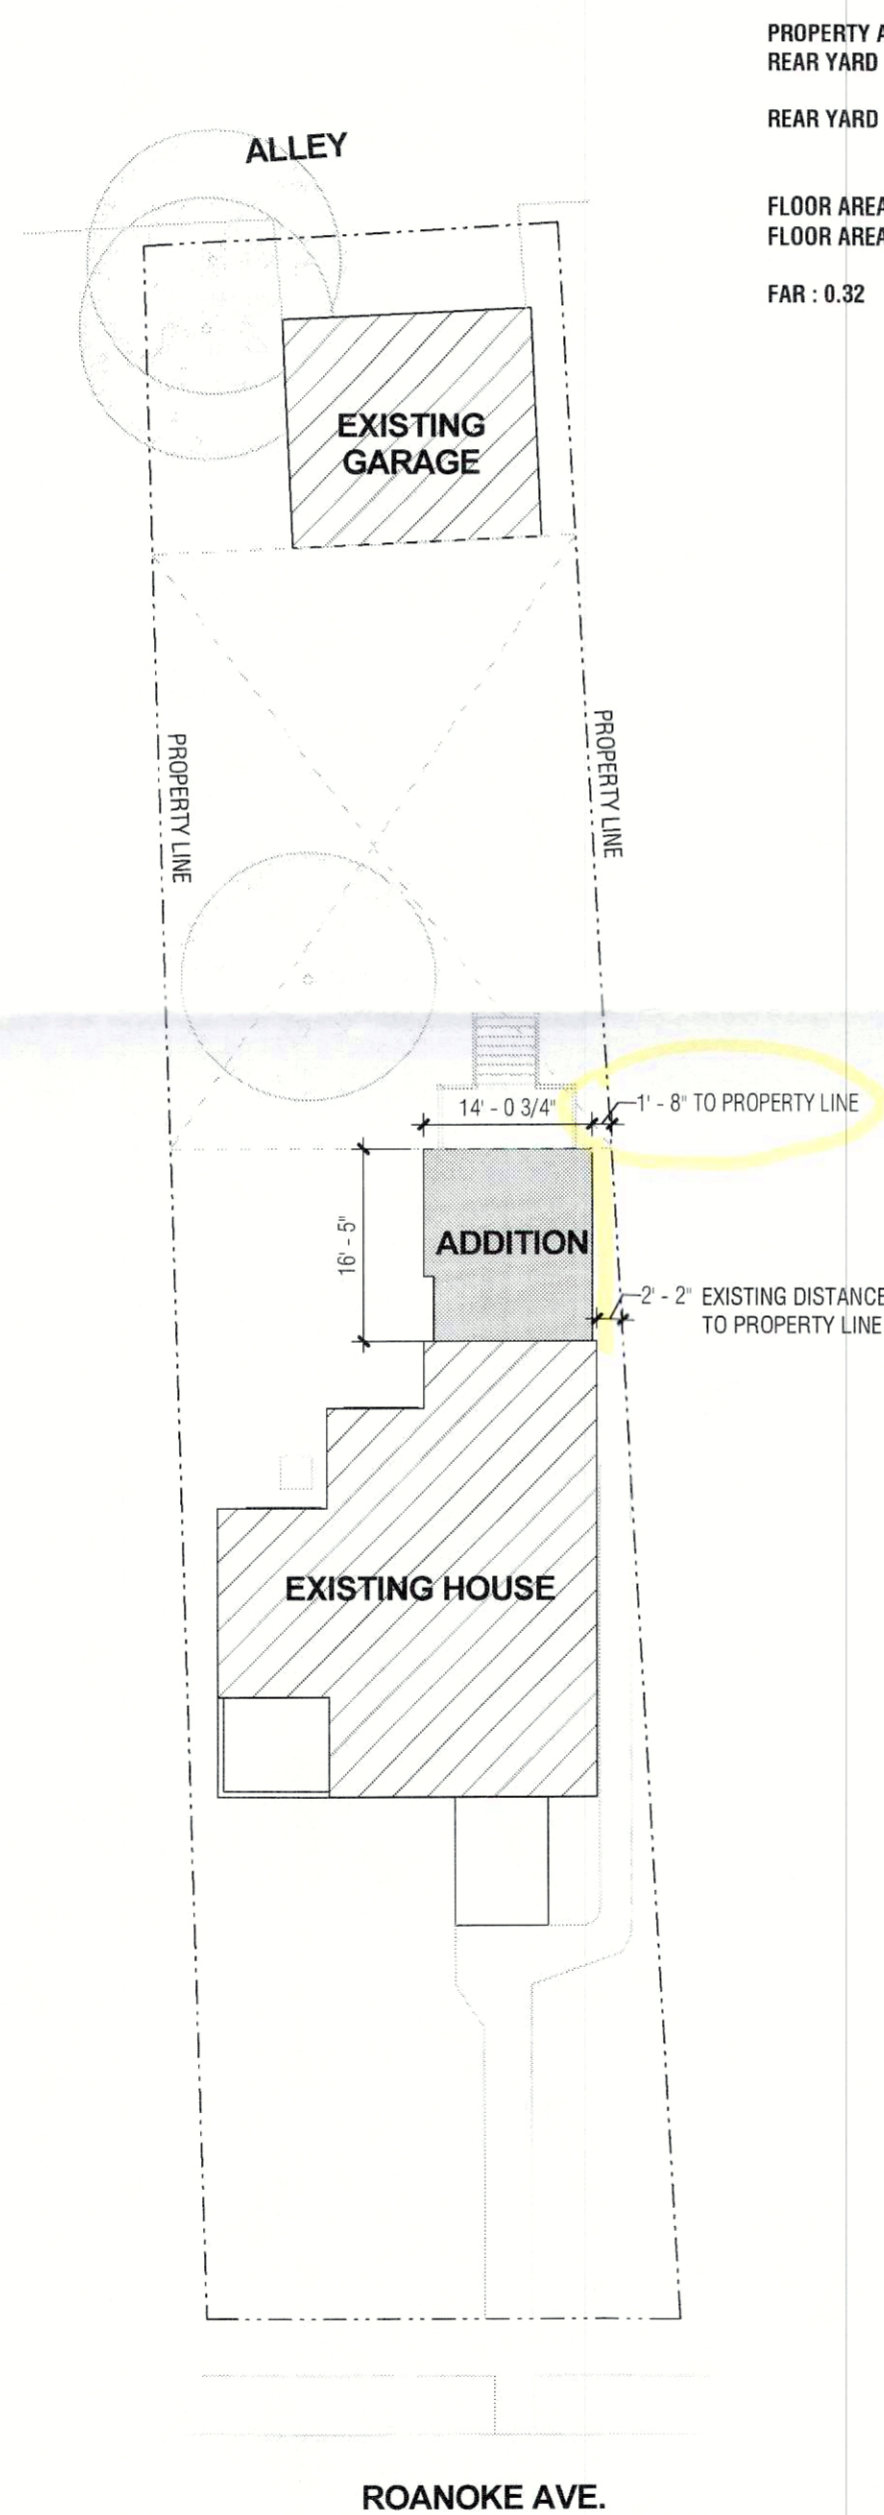 PROPERTY A
REAR YARD
REAR YARD
FLOOR AREA
FLOOR AREA
FAR : 0.32
ALLEY
EXISTING
GARAGE
PROPERTY LINE
PROPERTY LINE
14' - 0 3/4"
1' - 8" TO PROPERTY LINE
16' - 5"
ADDITION
2' - 2" EXISTING DISTANCE
TO PROPERTY LINE
EXISTING HOUSE
ROANOKE AVE.